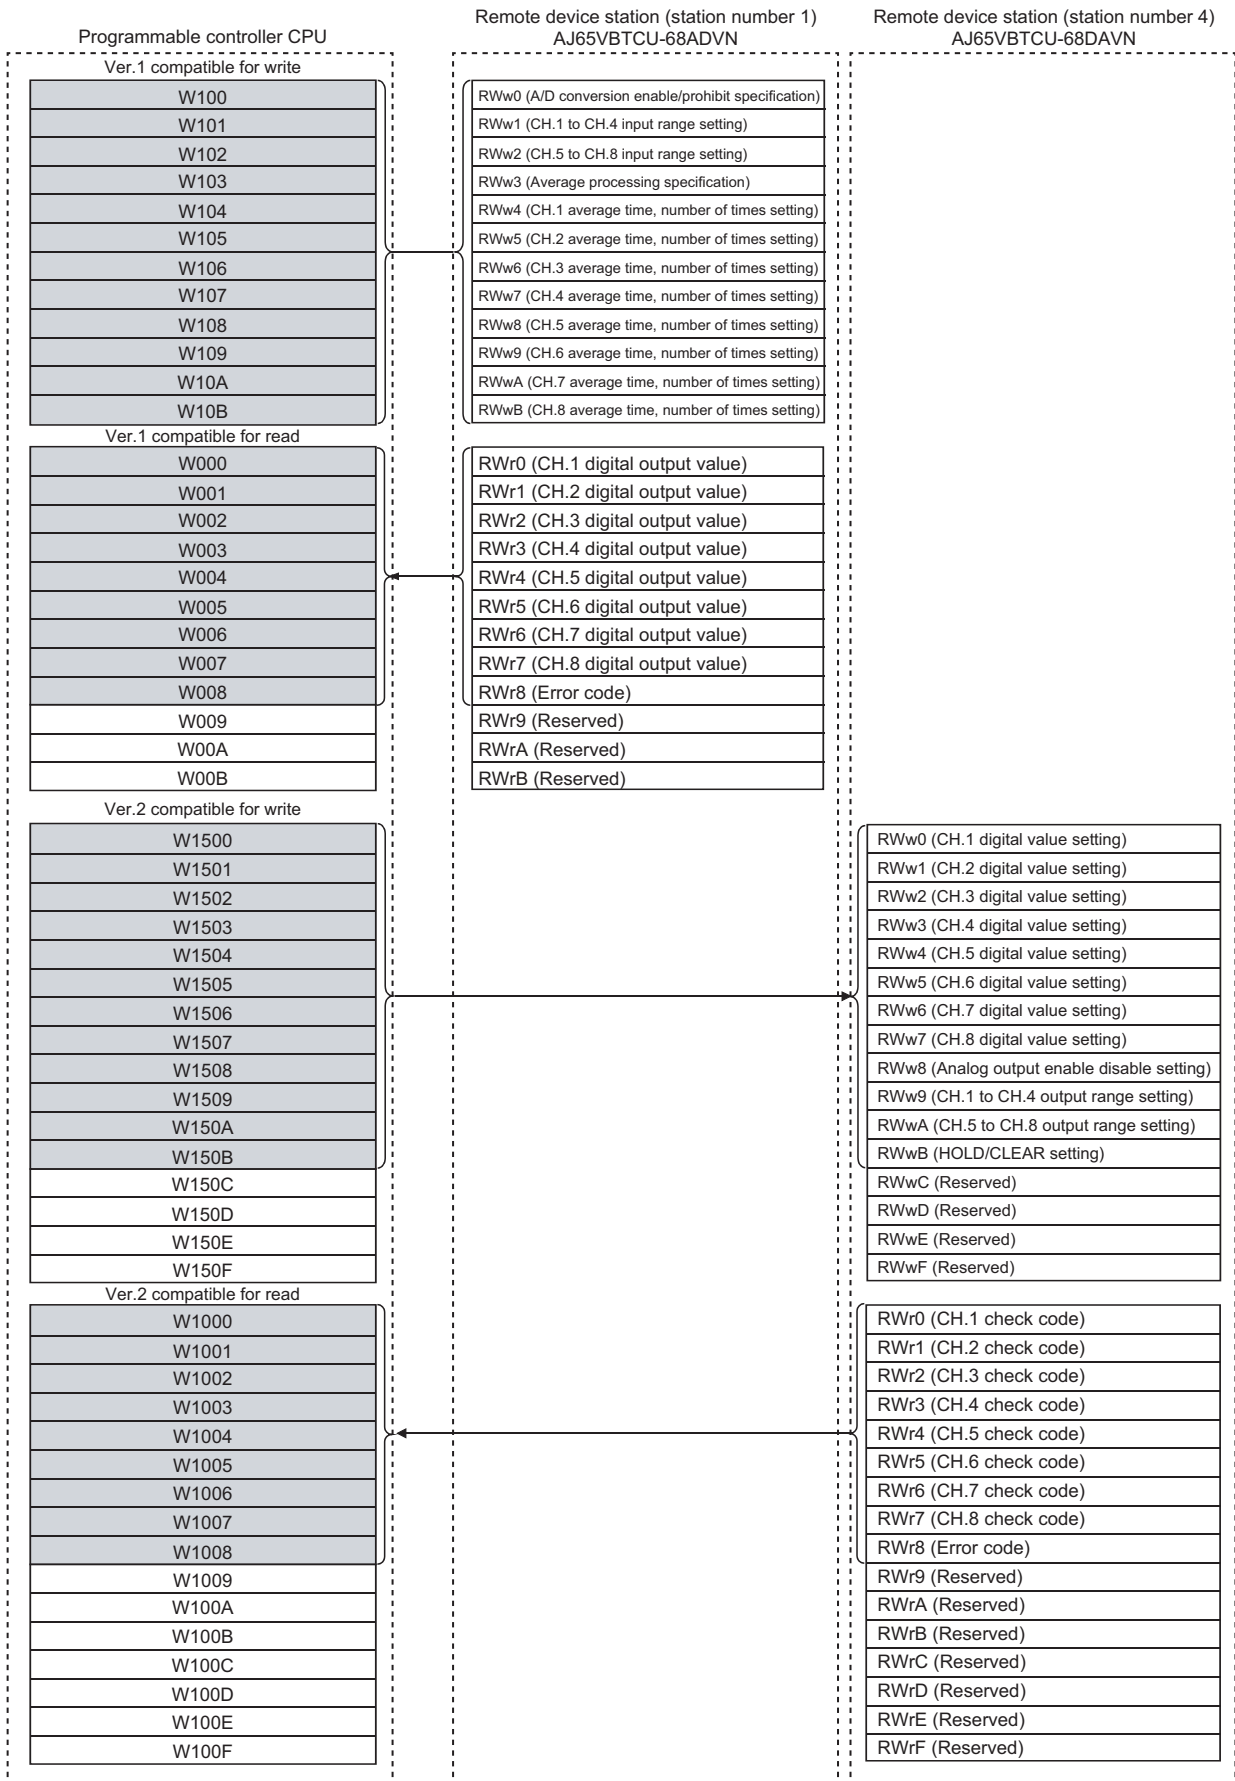 Programmable controller CPU
Remote device station (station number 1)
AJ65VBTCU-68ADVN
Remote device station (station number 4)
AJ65VBTCU-68DAVN
Ver.1 compatible for write
W100
RWw0 (A/D conversion enable/prohibit specification)
W101
RWw1 (CH.1 to CH.4 input range setting)
W102
RWw2 (CH.5 to CH.8 input range setting)
W103
RWw3 (Average processing specification)
W104
RWw4 (CH.1 average time, number of times setting)
W105
RWw5 (CH.2 average time, number of times setting)
W106
RWw6 (CH.3 average time, number of times setting)
W107
RWw7 (CH.4 average time, number of times setting)
W108
RWw8 (CH.5 average time, number of times setting)
W109
RWw9 (CH.6 average time, number of times setting)
W10A
RWwA (CH.7 average time, number of times setting)
W10B
RWwB (CH.8 average time, number of times setting)
Ver.1 compatible for read
W000
RWr0 (CH.1 digital output value)
W001
RWr1 (CH.2 digital output value)
W002
RWr2 (CH.3 digital output value)
W003
RWr3 (CH.4 digital output value)
W004
RWr4 (CH.5 digital output value)
W005
RWr5 (CH.6 digital output value)
W006
RWr6 (CH.7 digital output value)
W007
RWr7 (CH.8 digital output value)
W008
RWr8 (Error code)
W009
RWr9 (Reserved)
W00A
RWrA (Reserved)
W00B
RWrB (Reserved)
Ver.2 compatible for write
W1500
RWw0 (CH.1 digital value setting)
W1501
RWw1 (CH.2 digital value setting)
W1502
RWw2 (CH.3 digital value setting)
W1503
RWw3 (CH.4 digital value setting)
W1504
RWw4 (CH.5 digital value setting)
W1505
RWw5 (CH.6 digital value setting)
W1506
RWw6 (CH.7 digital value setting)
W1507
RWw7 (CH.8 digital value setting)
W1508
RWw8 (Analog output enable disable setting)
W1509
RWw9 (CH.1 to CH.4 output range setting)
W150A
RWwA (CH.5 to CH.8 output range setting)
W150B
RWwB (HOLD/CLEAR setting)
W150C
RWwC (Reserved)
W150D
RWwD (Reserved)
W150E
RWwE (Reserved)
W150F
RWwF (Reserved)
Ver.2 compatible for read
W1000
RWr0 (CH.1 check code)
W1001
RWr1 (CH.2 check code)
W1002
RWr2 (CH.3 check code)
W1003
RWr3 (CH.4 check code)
W1004
RWr4 (CH.5 check code)
W1005
RWr5 (CH.6 check code)
W1006
RWr6 (CH.7 check code)
W1007
RWr7 (CH.8 check code)
W1008
RWr8 (Error code)
W1009
RWr9 (Reserved)
W100A
RWrA (Reserved)
W100B
RWrB (Reserved)
W100C
RWrC (Reserved)
W100D
RWrD (Reserved)
W100E
RWrE (Reserved)
W100F
RWrF (Reserved)